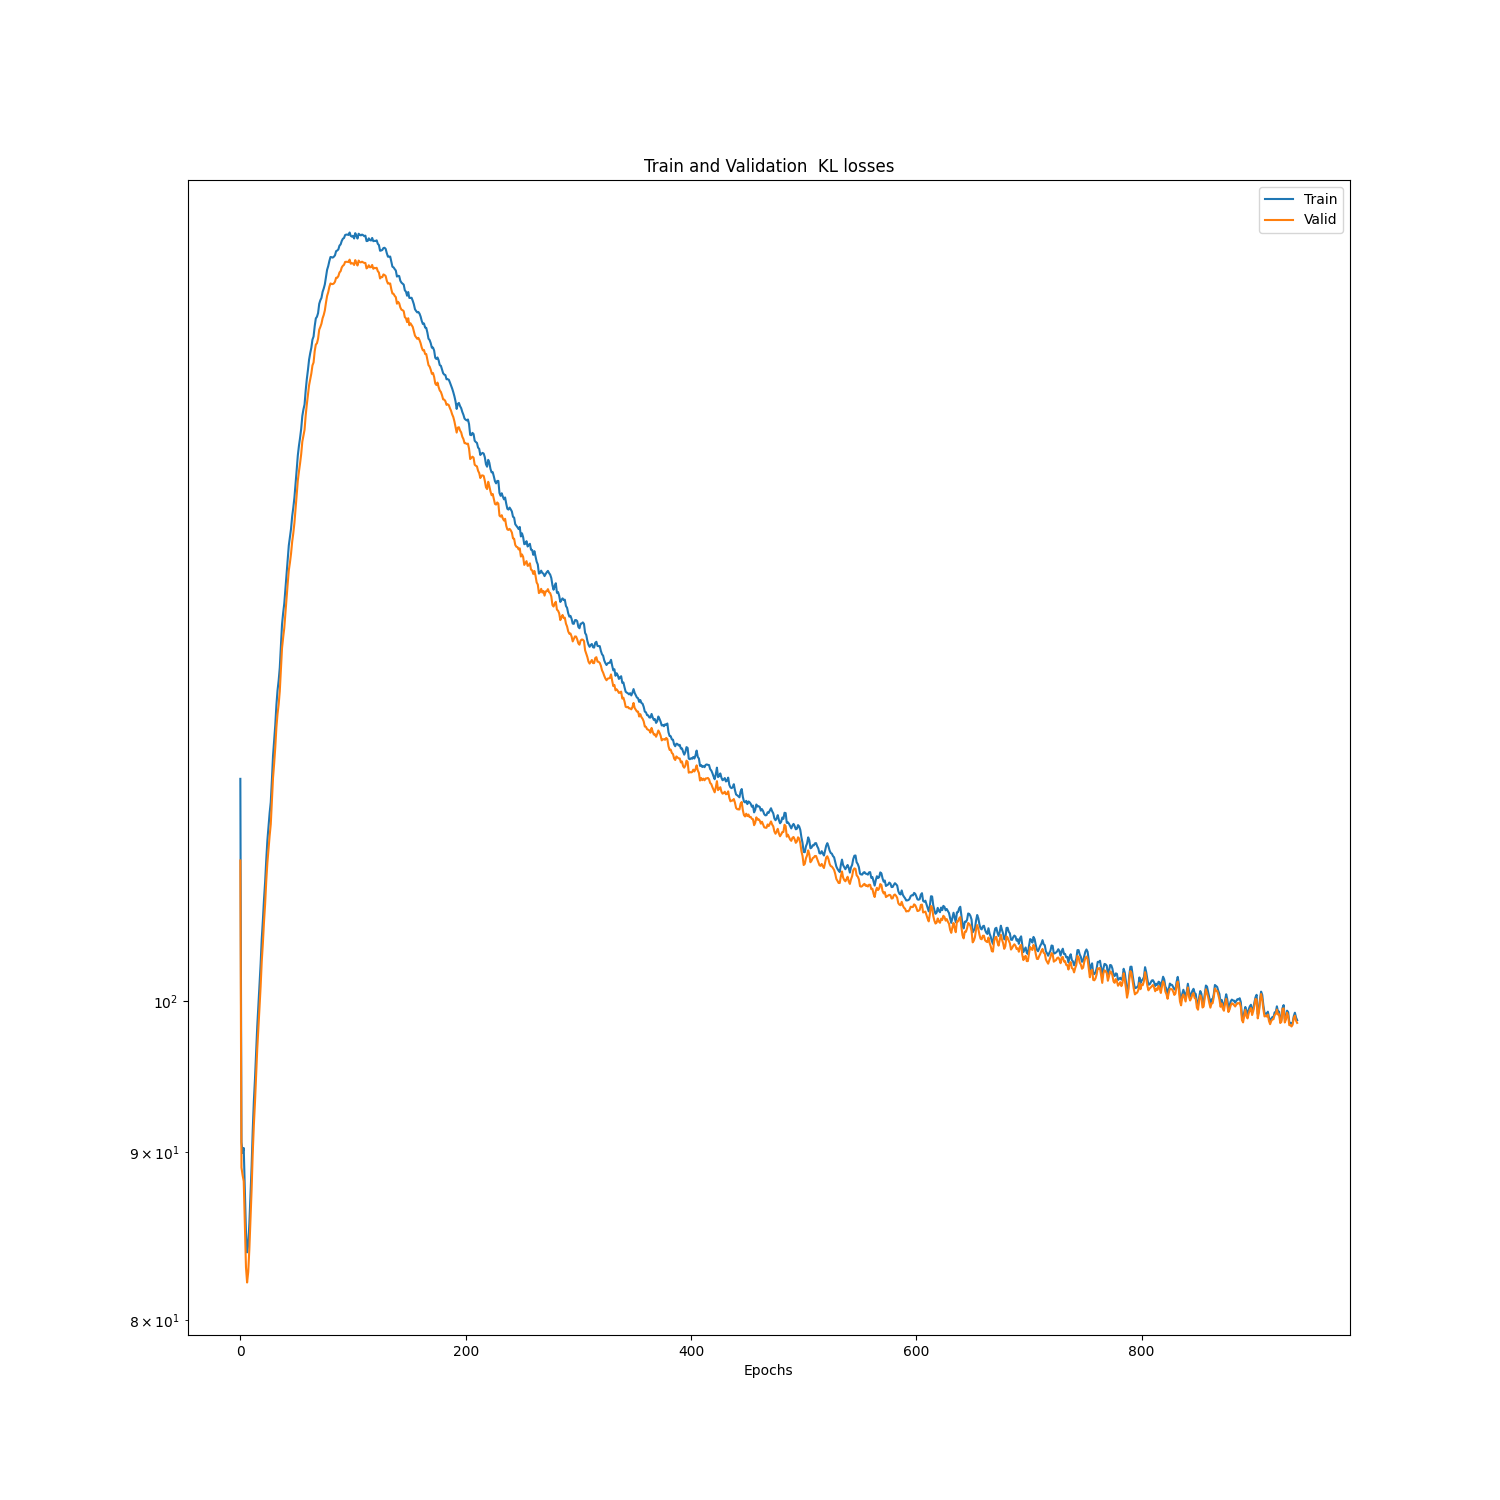 Train and Validation  KL losses
Train
Valid
10²
9 × 10¹
8 × 10¹
0 200 400 600 800
Epochs